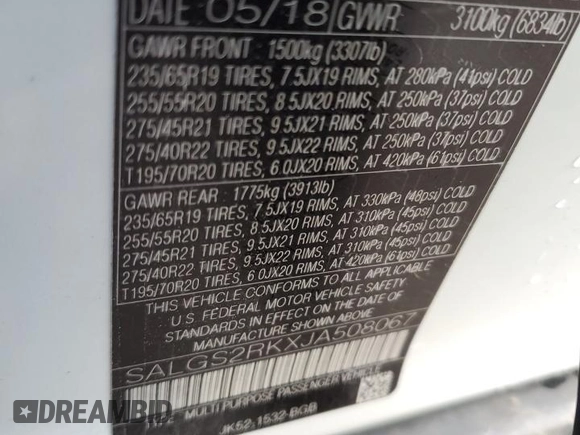 DATE 05/18 GVWR 3100kg (6834lb)
GAWR FRONT 1500kg (3307lb)
235/65R19 TIRES, 7.5JX19 RIMS, AT 280kPa (41psi) COLD
255/55R20 TIRES, 8.5JX20 RIMS, AT 250kPa (37psi) COLD
275/45R21 TIRES, 9.5JX21 RIMS, AT 250kPa (37psi) COLD
275/40R22 TIRES, 9.5JX22 RIMS, AT 250kPa (37psi) COLD
T195/70R20 TIRES, 6.0JX20 RIMS, AT 420kPa (61psi) COLD
GAWR REAR 1775kg (3913lb)
235/65R19 TIRES, 7.5JX19 RIMS, AT 330kPa (48psi) COLD
255/55R20 TIRES, 8.5JX20 RIMS, AT 310kPa (45psi) COLD
275/45R21 TIRES, 9.5JX21 RIMS, AT 310kPa (45psi) COLD
275/40R22 TIRES, 9.5JX22 RIMS, AT 310kPa (45psi) COLD
T195/70R20 TIRES, 6.0JX20 RIMS, AT 420kPa (61psi) COLD
THIS VEHICLE CONFORMS TO ALL APPLICABLE
U.S. FEDERAL MOTOR VEHICLE SAFETY
STANDARDS IN EFFECT ON THE DATE OF
MANUFACTURE SHOWN ABOVE
SALGS2RKXJA508067
TYPE: MULTIPURPOSE PASSENGER VEHICLE
JK52-1532-BGB
DREAMBID